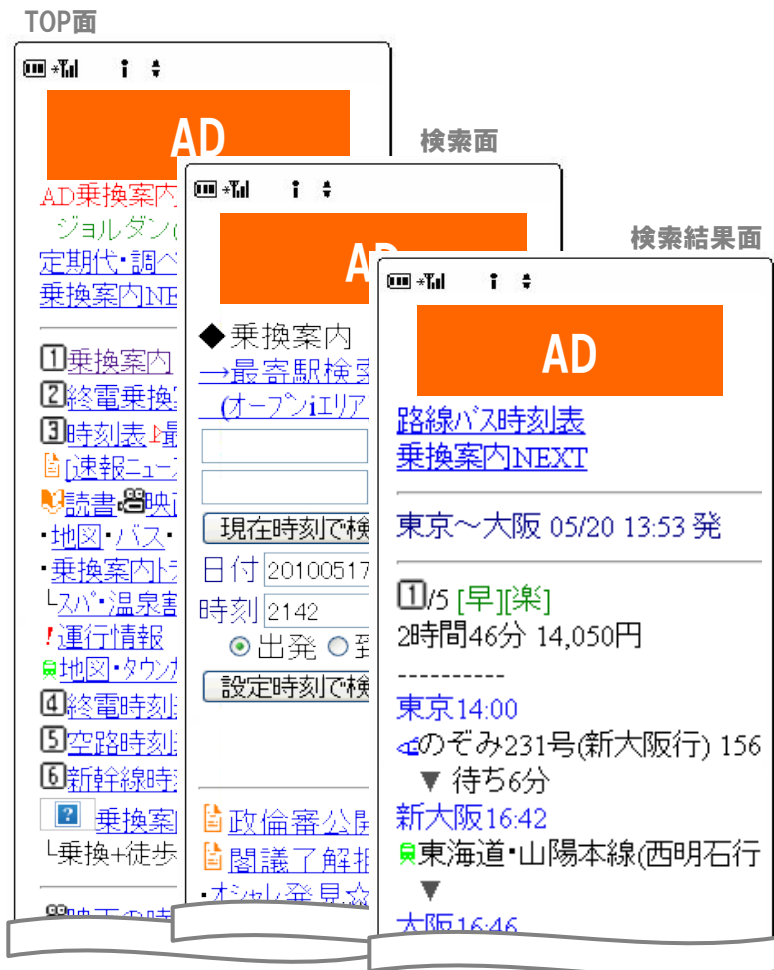 TOP面
AD
AD乗換案内
ジョルダン(
定期代・調べ
乗換案内NE
1乗換案内
2終電乗換
3時刻表
[速報ニュース
読書 映画
・地図・バス・
・乗換案内トラ
└スパ・温泉割
!運行情報
地図・タウン
4終電時刻
5空路時刻
6新幹線時
? 乗換案
└乗換+徒歩
映画の時
検索面
AD
◆乗換案内
→最寄駅検索
(オープンiエリア
現在時刻で検
日付 20100517
時刻 2142
出発 到
設定時刻で検
政倫審公開
閣議了解
・オシャレ発見☆
検索結果面
AD
路線バス時刻表
乗換案内NEXT
東京〜大阪 05/20 13:53 発
1/5 [早][楽]
2時間46分 14,050円
----------
東京14:00
のぞみ231号(新大阪行) 156
▼ 待ち6分
新大阪16:42
東海道・山陽本線(西明石行
▼
大阪16:46